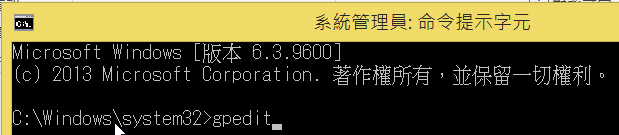 系統管理員: 命令提示字元
Microsoft Windows [版本 6.3.9600]
(c) 2013 Microsoft Corporation. 著作權所有，並保留一切權利。
C:\Windows\system32>gpedit_